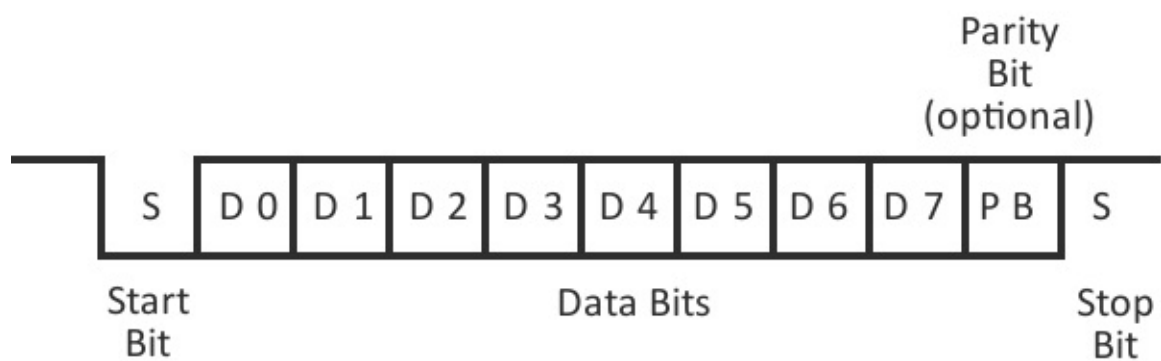 Parity
Bit
(optional)
S D 0 D 1 D 2 D 3 D 4 D 5 D 6 D 7 P B S
Start
Bit
Data Bits
Stop
Bit